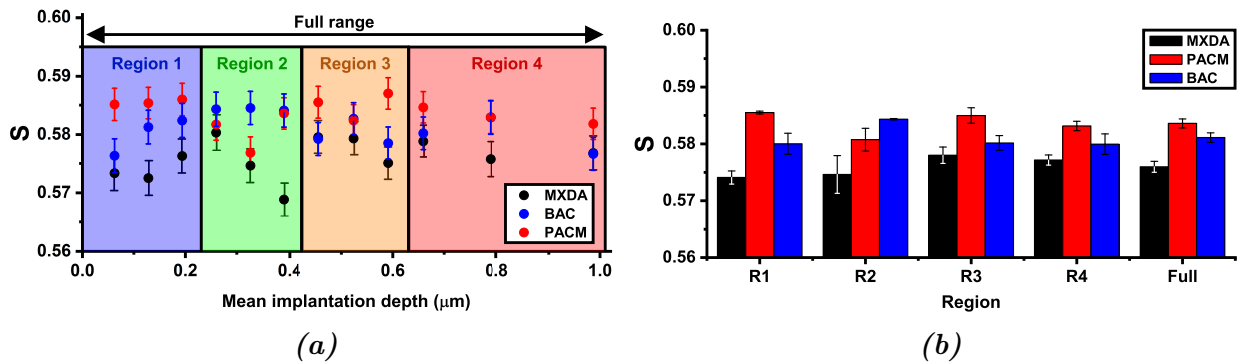 Full range
Region 1
Region 2
Region 3
Region 4
0.60
0.59
0.58
0.57
0.56
S
MXDA
BAC
PACM
0.0
0.2
0.4
0.6
0.8
1.0
Mean implantation depth (μm)
(a)
0.60
0.59
0.58
0.57
0.56
S
MXDA
PACM
BAC
R1
R2
R3
R4
Full
Region
(b)